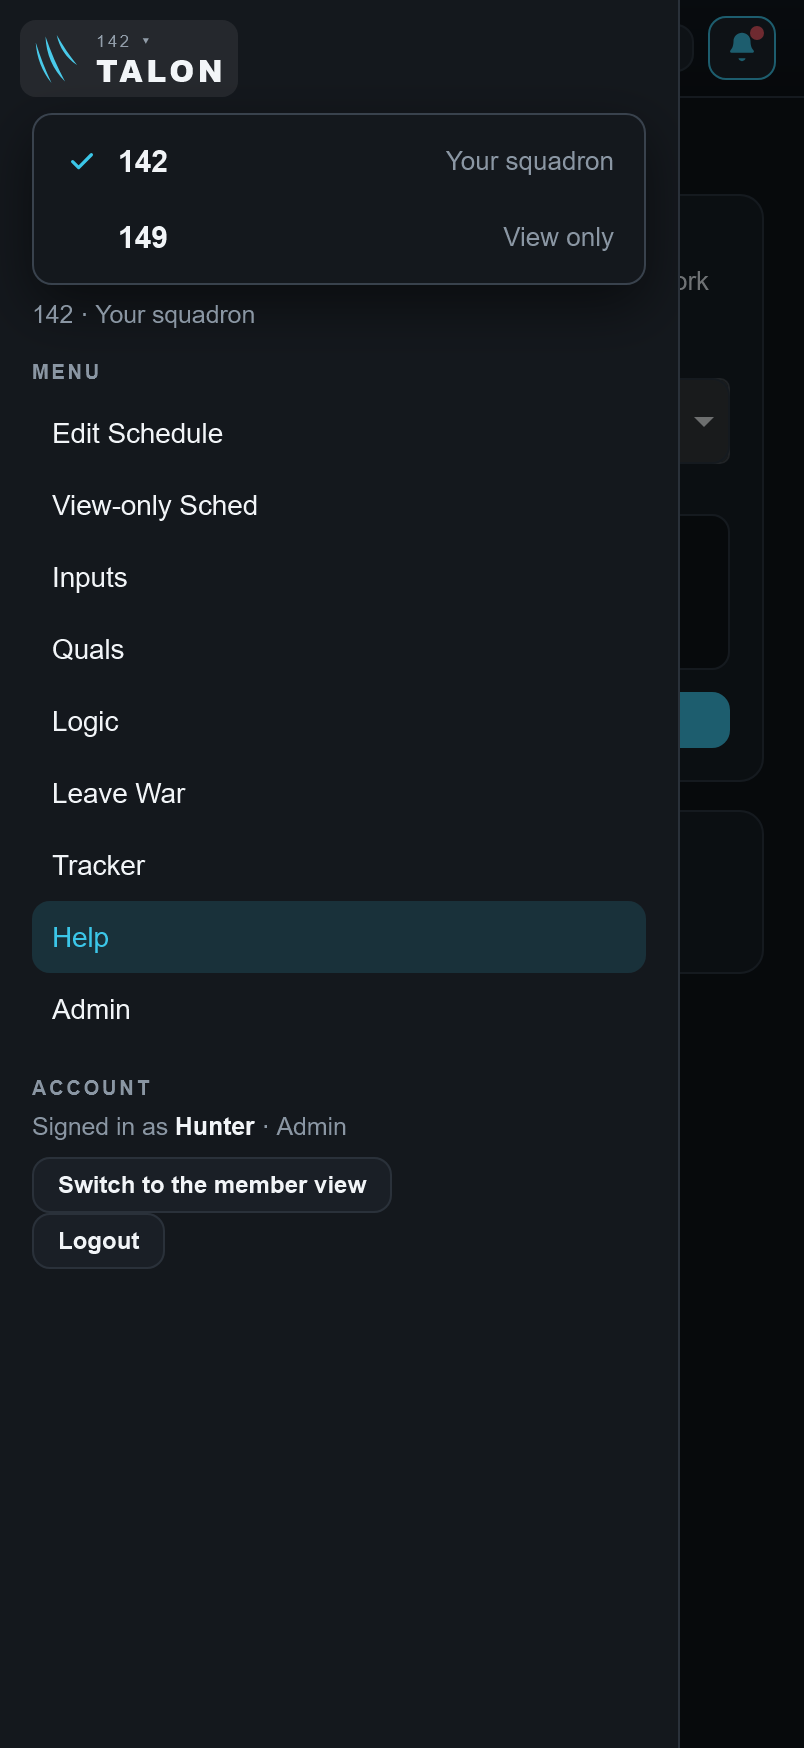 142 ▾
TALON
142 Your squadron
149 View only
142 · Your squadron
MENU
Edit Schedule
View-only Sched
Inputs
Quals
Logic
Leave War
Tracker
Help
Admin
ACCOUNT
Signed in as Hunter · Admin
Switch to the member view
Logout